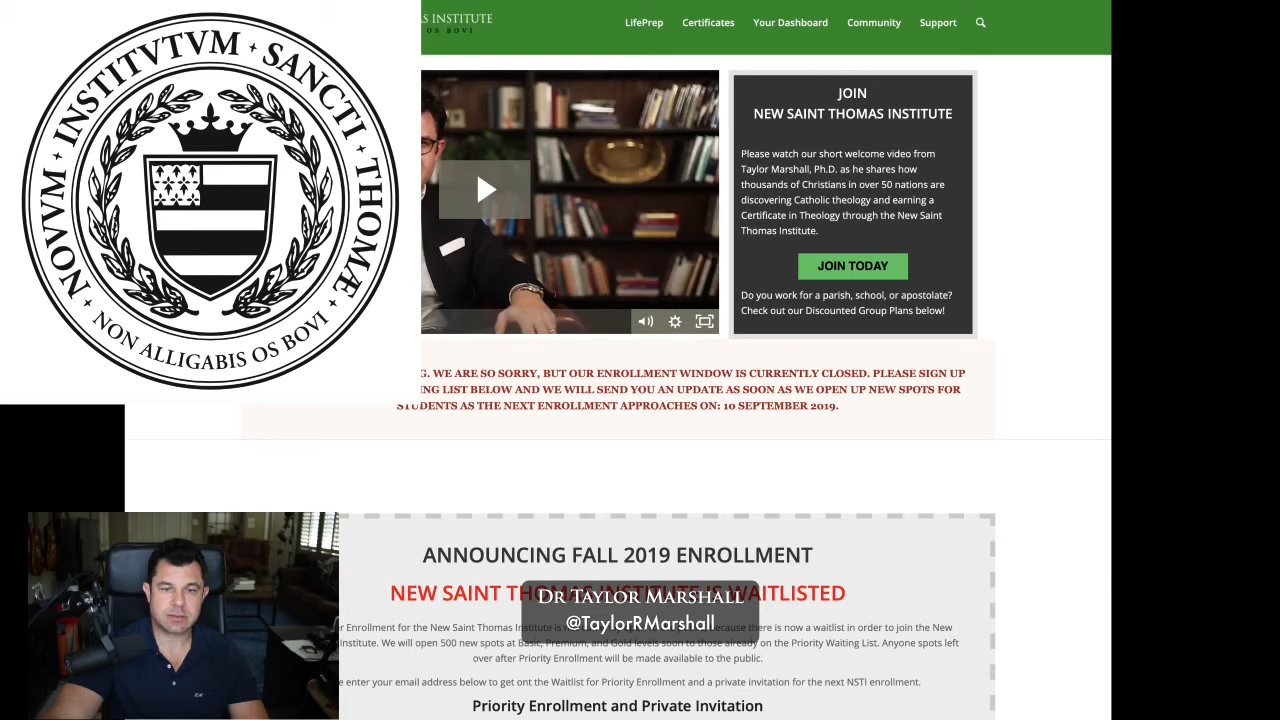 NOVVM · INSTITVTVM · SANCTI · THOMÆ ·
NON ALLIGABIS OS BOVI
AS INSTITUTE
OS BOVI
LifePrep Certificates Your Dashboard Community Support
JOIN
NEW SAINT THOMAS INSTITUTE
Please watch our short welcome video from
Taylor Marshall, Ph.D. as he shares how
thousands of Christians in over 50 nations are
discovering Catholic theology and earning a
Certificate in Theology through the New Saint
Thomas Institute.
JOIN TODAY
Do you work for a parish, school, or apostolate?
Check out our Discounted Group Plans below!
G. WE ARE SO SORRY, BUT OUR ENROLLMENT WINDOW IS CURRENTLY CLOSED. PLEASE SIGN UP
NG LIST BELOW AND WE WILL SEND YOU AN UPDATE AS SOON AS WE OPEN UP NEW SPOTS FOR
STUDENTS AS THE NEXT ENROLLMENT APPROACHES ON: 10 SEPTEMBER 2019.
ANNOUNCING FALL 2019 ENROLLMENT
NEW SAINT THOMAS INSTITUTE IS WAITLISTED
DR TAYLOR MARSHALL
@TaylorRMarshall
r Enrollment for the New Saint Thomas Institute is because there is now a waitlist in order to join the New
Institute. We will open 500 new spots at Basic, Premium, and Gold levels soon to those already on the Priority Waiting List. Anyone spots left
over after Priority Enrollment will be made available to the public.
e enter your email address below to get ont the Waitlist for Priority Enrollment and a private invitation for the next NSTI enrollment.
Priority Enrollment and Private Invitation